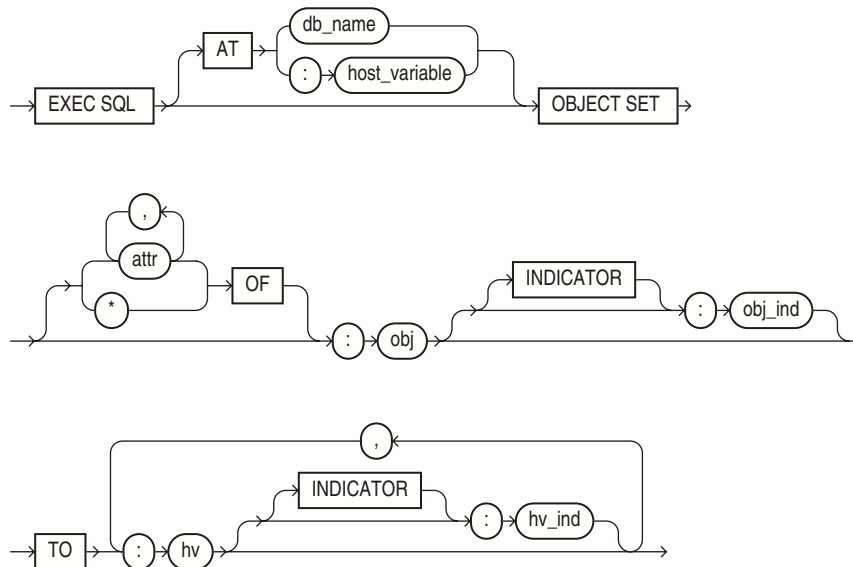 db_name
AT
: host_variable
EXEC SQL OBJECT SET
,
attr
* OF INDICATOR
: obj : obj_ind
,
INDICATOR
TO : hv : hv_ind